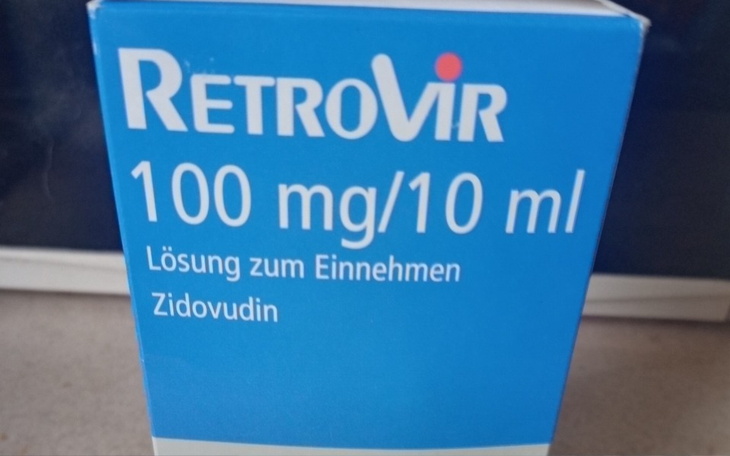 RETROVIR
100 mg/10 ml
Lösung zum Einnehmen
Zidovudin